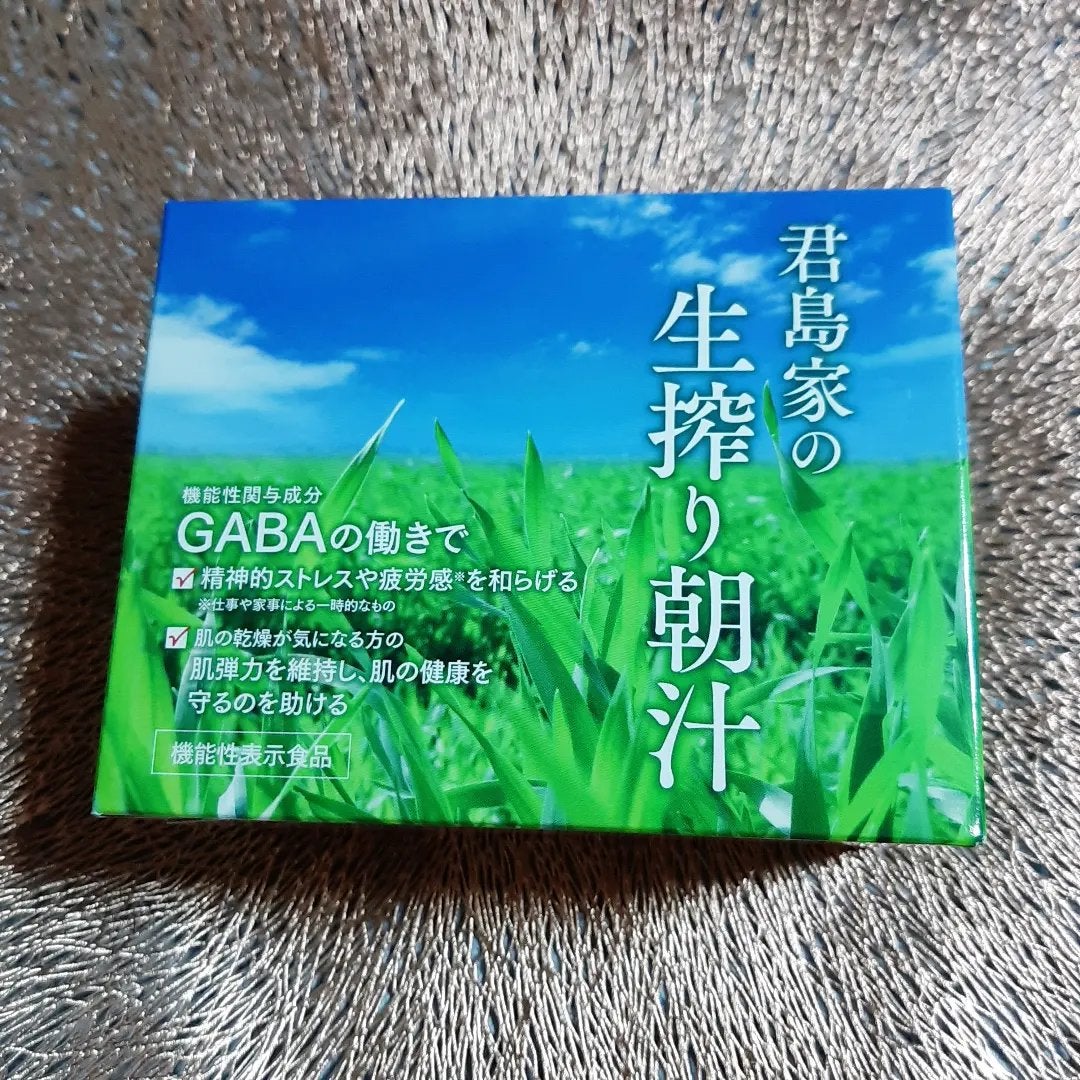 君島家の
生搾り朝汁
機能性関与成分
GABAの働きで
精神的ストレスや疲労感※を和らげる
※仕事や家事による一時的なもの
肌の乾燥が気になる方の
肌弾力を維持し、肌の健康を
守るのを助ける
機能性表示食品